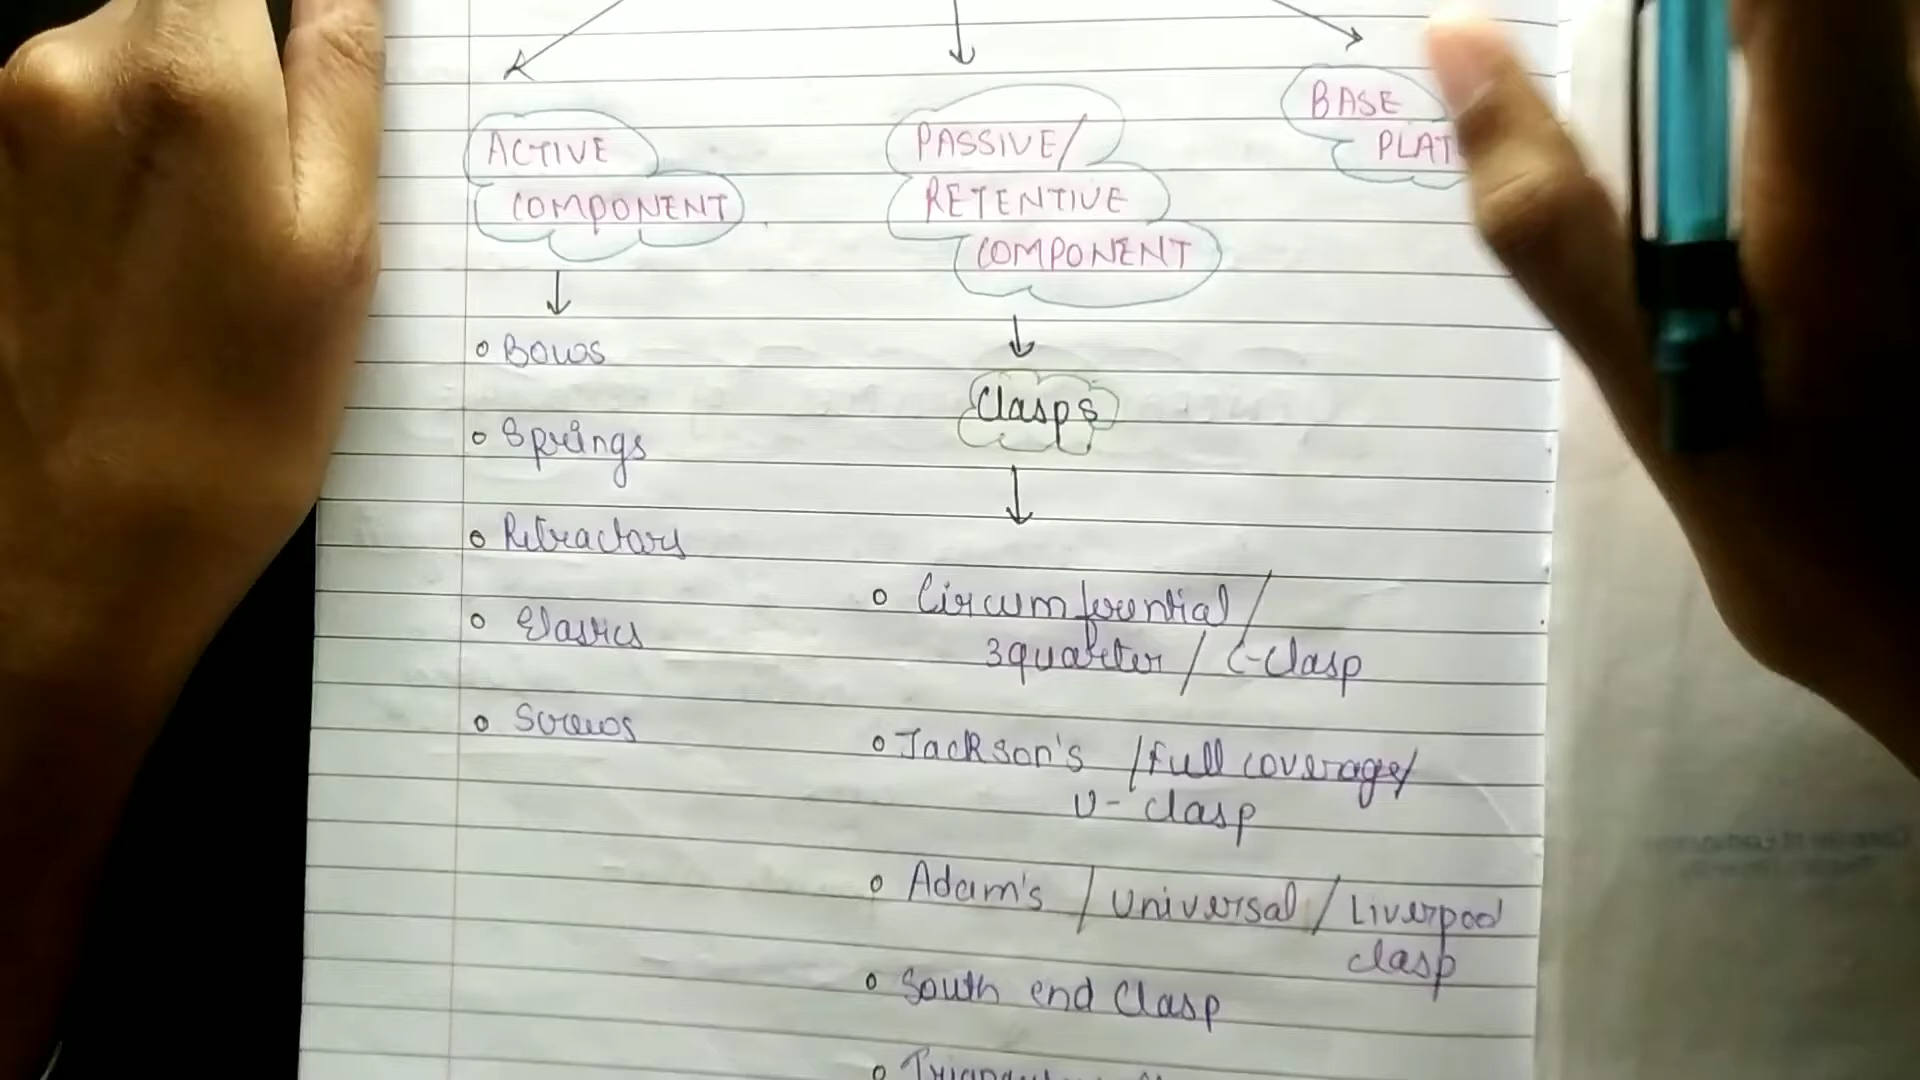 ACTIVE
COMPONENT
o Bows
o Springs
o Retractors
o Elastics
o Screws
PASSIVE/
RETENTIVE
COMPONENT
Clasps
o Circumferential/
3quarter / C-Clasp
o Jackson's /full coverage/
U-clasp
o Adam's / Universal / Liverpool
clasp
o South end Clasp
BASE